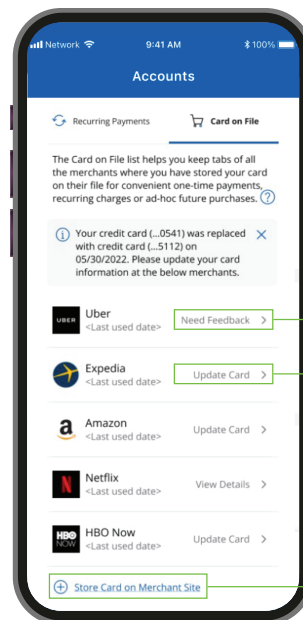 Network 9:41 AM 100%
Accounts
Recurring Payments Card on File
The Card on File list helps you keep tabs of all
the merchants where you have stored your card
on their file for convenient one-time payments,
recurring charges or ad-hoc future purchases. ?
i Your credit card (...0541) was replaced
with credit card (...5112) on
05/30/2022. Please update your card
information at the below merchants.
UBER Uber Need Feedback
<Last used date>
Expedia Update Card
<Last used date>
a Amazon Update Card
<Last used date>
N Netflix View Details
<Last used date>
HBO NOW HBO Now Update Card
<Last used date>
Store Card on Merchant Site